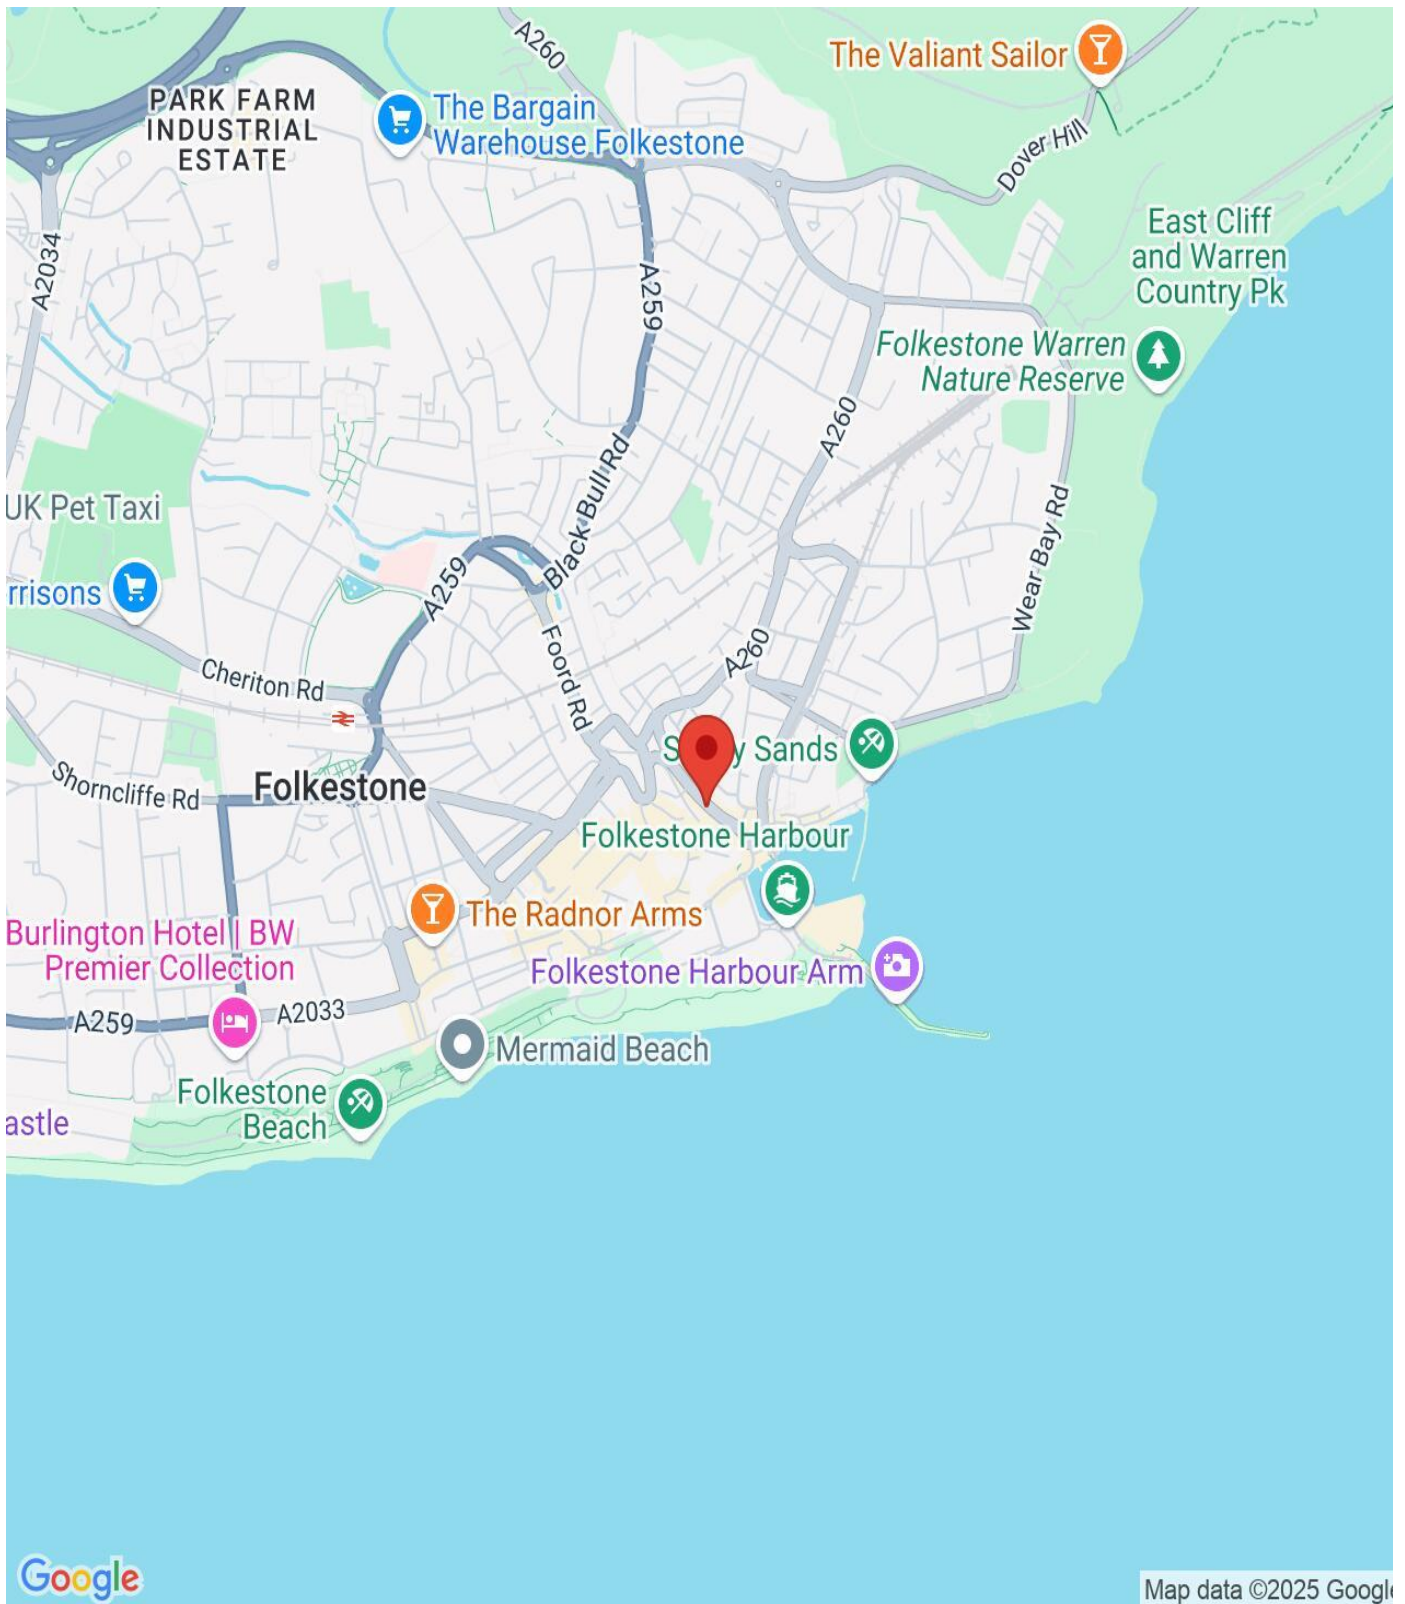 A260
The Valiant Sailor
PARK FARM
INDUSTRIAL
ESTATE
The Bargain
Warehouse Folkestone
Dover Hill
East Cliff
and Warren
Country Pk
A2034
A259
Folkestone Warren
Nature Reserve
A260
Black Bull Rd
UK Pet Taxi
Wear Bay Rd
rrisons
A259
Foord Rd
A260
Cheriton Rd
Sands
Shorncliffe Rd
Folkestone
Folkestone Harbour
The Radnor Arms
Burlington Hotel | BW
Premier Collection
Folkestone Harbour Arm
A259
A2033
Mermaid Beach
Folkestone
Beach
astle
Google
Map data ©2025 Google